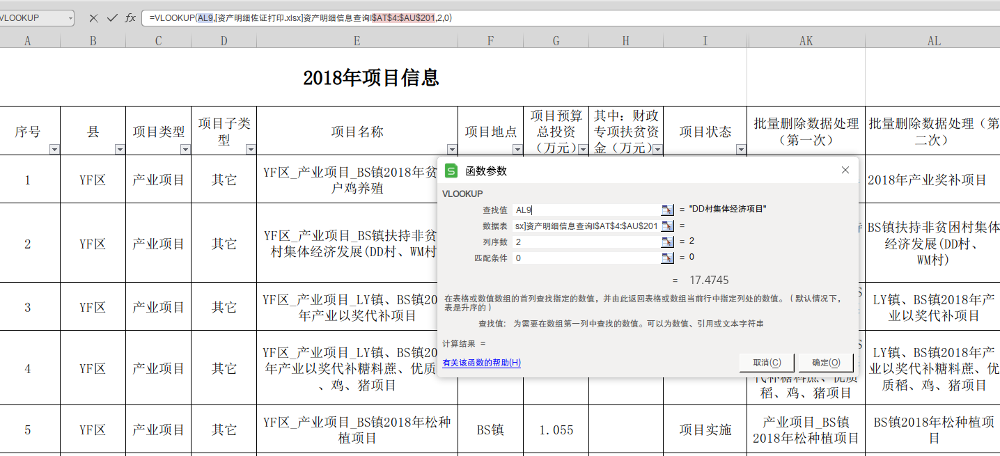 VLOOKUP
fx
=VLOOKUP(AL9,[资产明细佐证打印.xlsx]资产明细信息查询!$AT$4:$AU$201,2,0)
A B C D E F G H I AK AL
2018年项目信息
序号
县
项目类型
项目子类
型
项目名称
项目地点
项目预算
总投资
（万元）
其中：财政
专项扶贫资
金（万元）
项目状态
批量删除数据处理
（第一次）
批量删除数据处理（第
二次）
1
YF区
产业项目
其它
YF区_产业项目_BS镇2018年贫
户鸡养殖
2018年产业奖补项目
2
YF区
产业项目
其它
YF区_产业项目_BS镇扶持非贫
村集体经济发展(DD村、WM村
BS镇扶持非贫困村集体
经济发展(DD村、
WM村)
3
YF区
产业项目
其它
YF区_产业项目_LY镇、BS镇20
年产业以奖代补项目
LY镇、BS镇2018年产
业以奖代补项目
4
YF区
产业项目
其它
YF区_产业项目_LY镇、BS镇20
年产业以奖代补糖料蔗、优质
、鸡、猪项目
代补糖料蔗、优质
稻、鸡、猪项目
LY镇、BS镇2018年产
业以奖代补糖料蔗、优
质稻、鸡、猪项目
5
YF区
产业项目
其它
YF区_产业项目_BS镇2018年松种
植项目
BS镇
1.055
项目实施
产业项目_BS镇
2018年松种植项目
BS镇2018年松种植项
目
S 函数参数
VLOOKUP
查找值 AL9 = "DD村集体经济项目"
数据表 sx]资产明细信息查询!$AT$4:$AU$201 =
列序数 2 = 2
匹配条件 0 = 0
= 17.4745
在表格或数值数组的首列查找指定的数值，并由此返回表格或数组当前行中指定列处的数值。（默认情况下，
表是升序的）
查找值： 为需要在数组第一列中查找的数值。可以为数值、引用或文本字符串
计算结果 =
有关该函数的帮助(H)
取消(C)
确定(O)